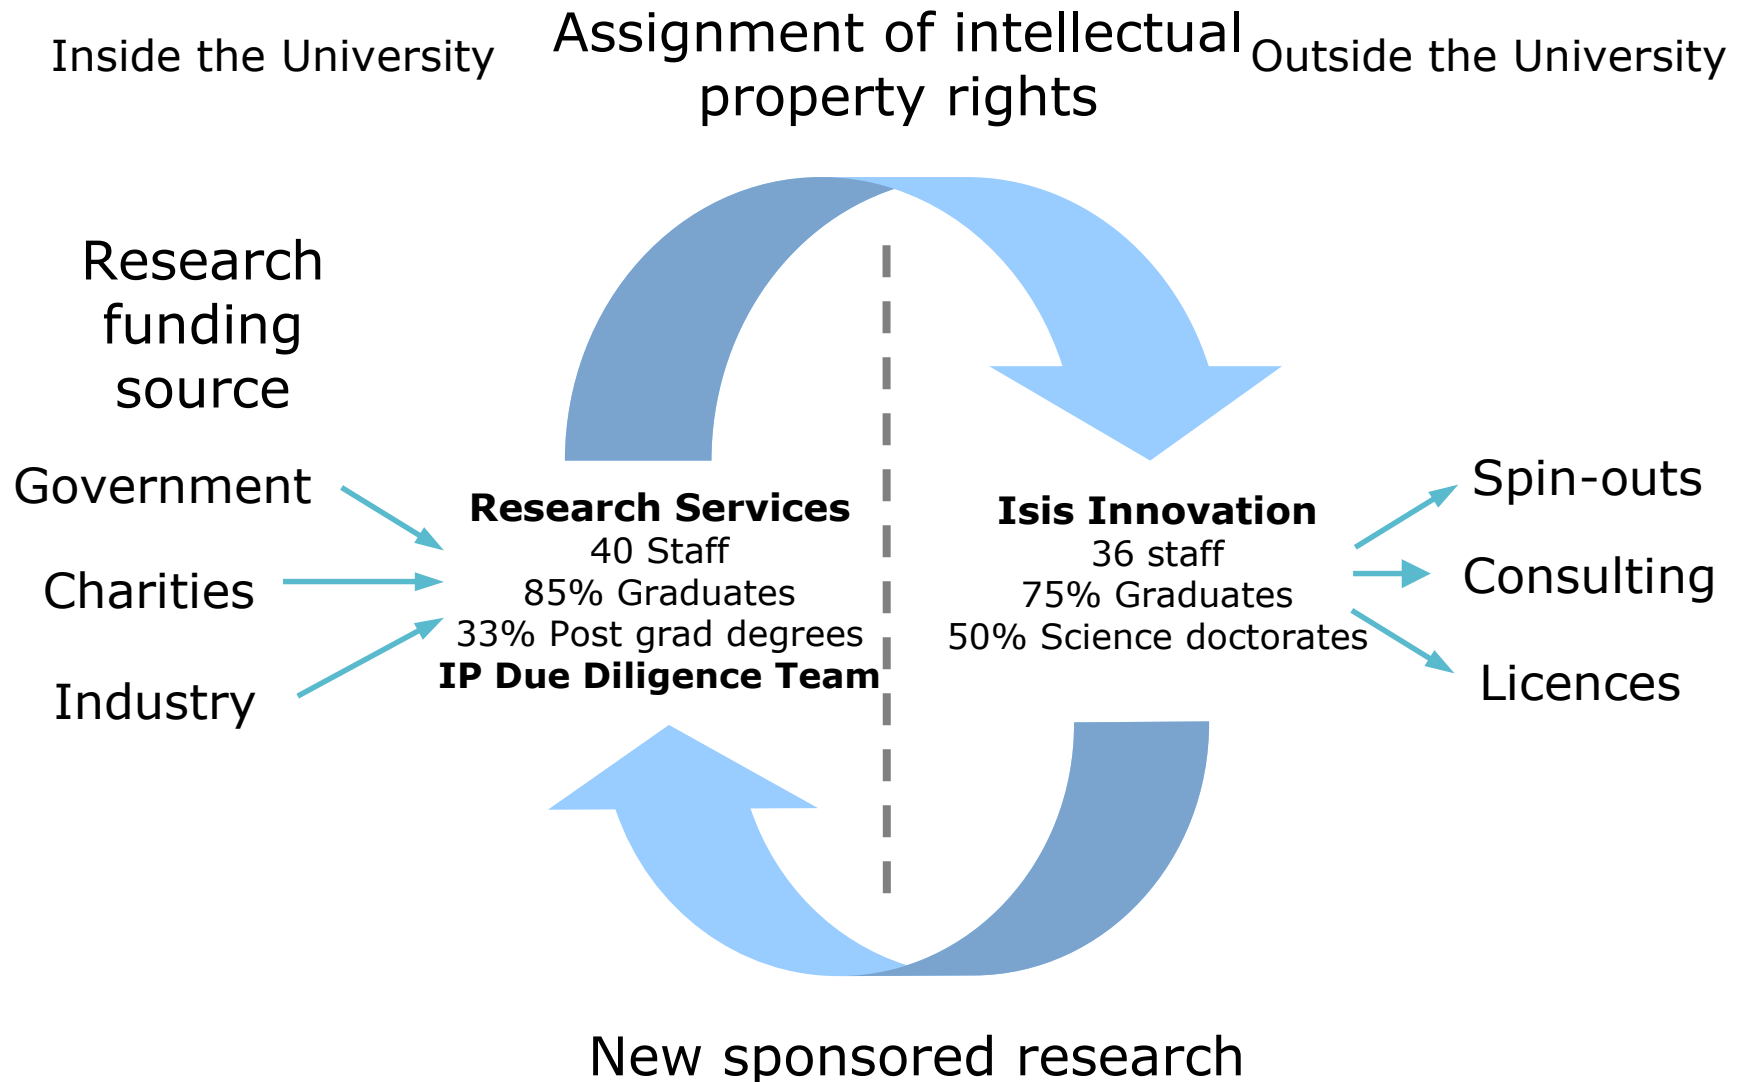 Inside the University
Assignment of intellectual
property rights
Outside the University
Research
funding
source
Government
Charities
Industry
Research Services
40 Staff
85% Graduates
33% Post grad degrees
IP Due Diligence Team
Isis Innovation
36 staff
75% Graduates
50% Science doctorates
Spin-outs
Consulting
Licences
New sponsored research